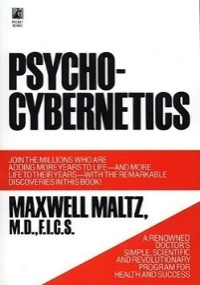 POCKET
BOOKS
PSYCHO-
CYBERNETICS
JOIN THE MILLIONS WHO ARE
ADDING MORE YEARS TO LIFE—AND MORE
LIFE TO THEIR YEARS—WITH THE REMARKABLE
DISCOVERIES IN THIS BOOK!
MAXWELL MALTZ,
M.D., F.I.C.S.
A RENOWNED
DOCTOR'S
SIMPLE, SCIENTIFIC
AND REVOLUTIONARY
PROGRAM FOR
HEALTH AND SUCCESS